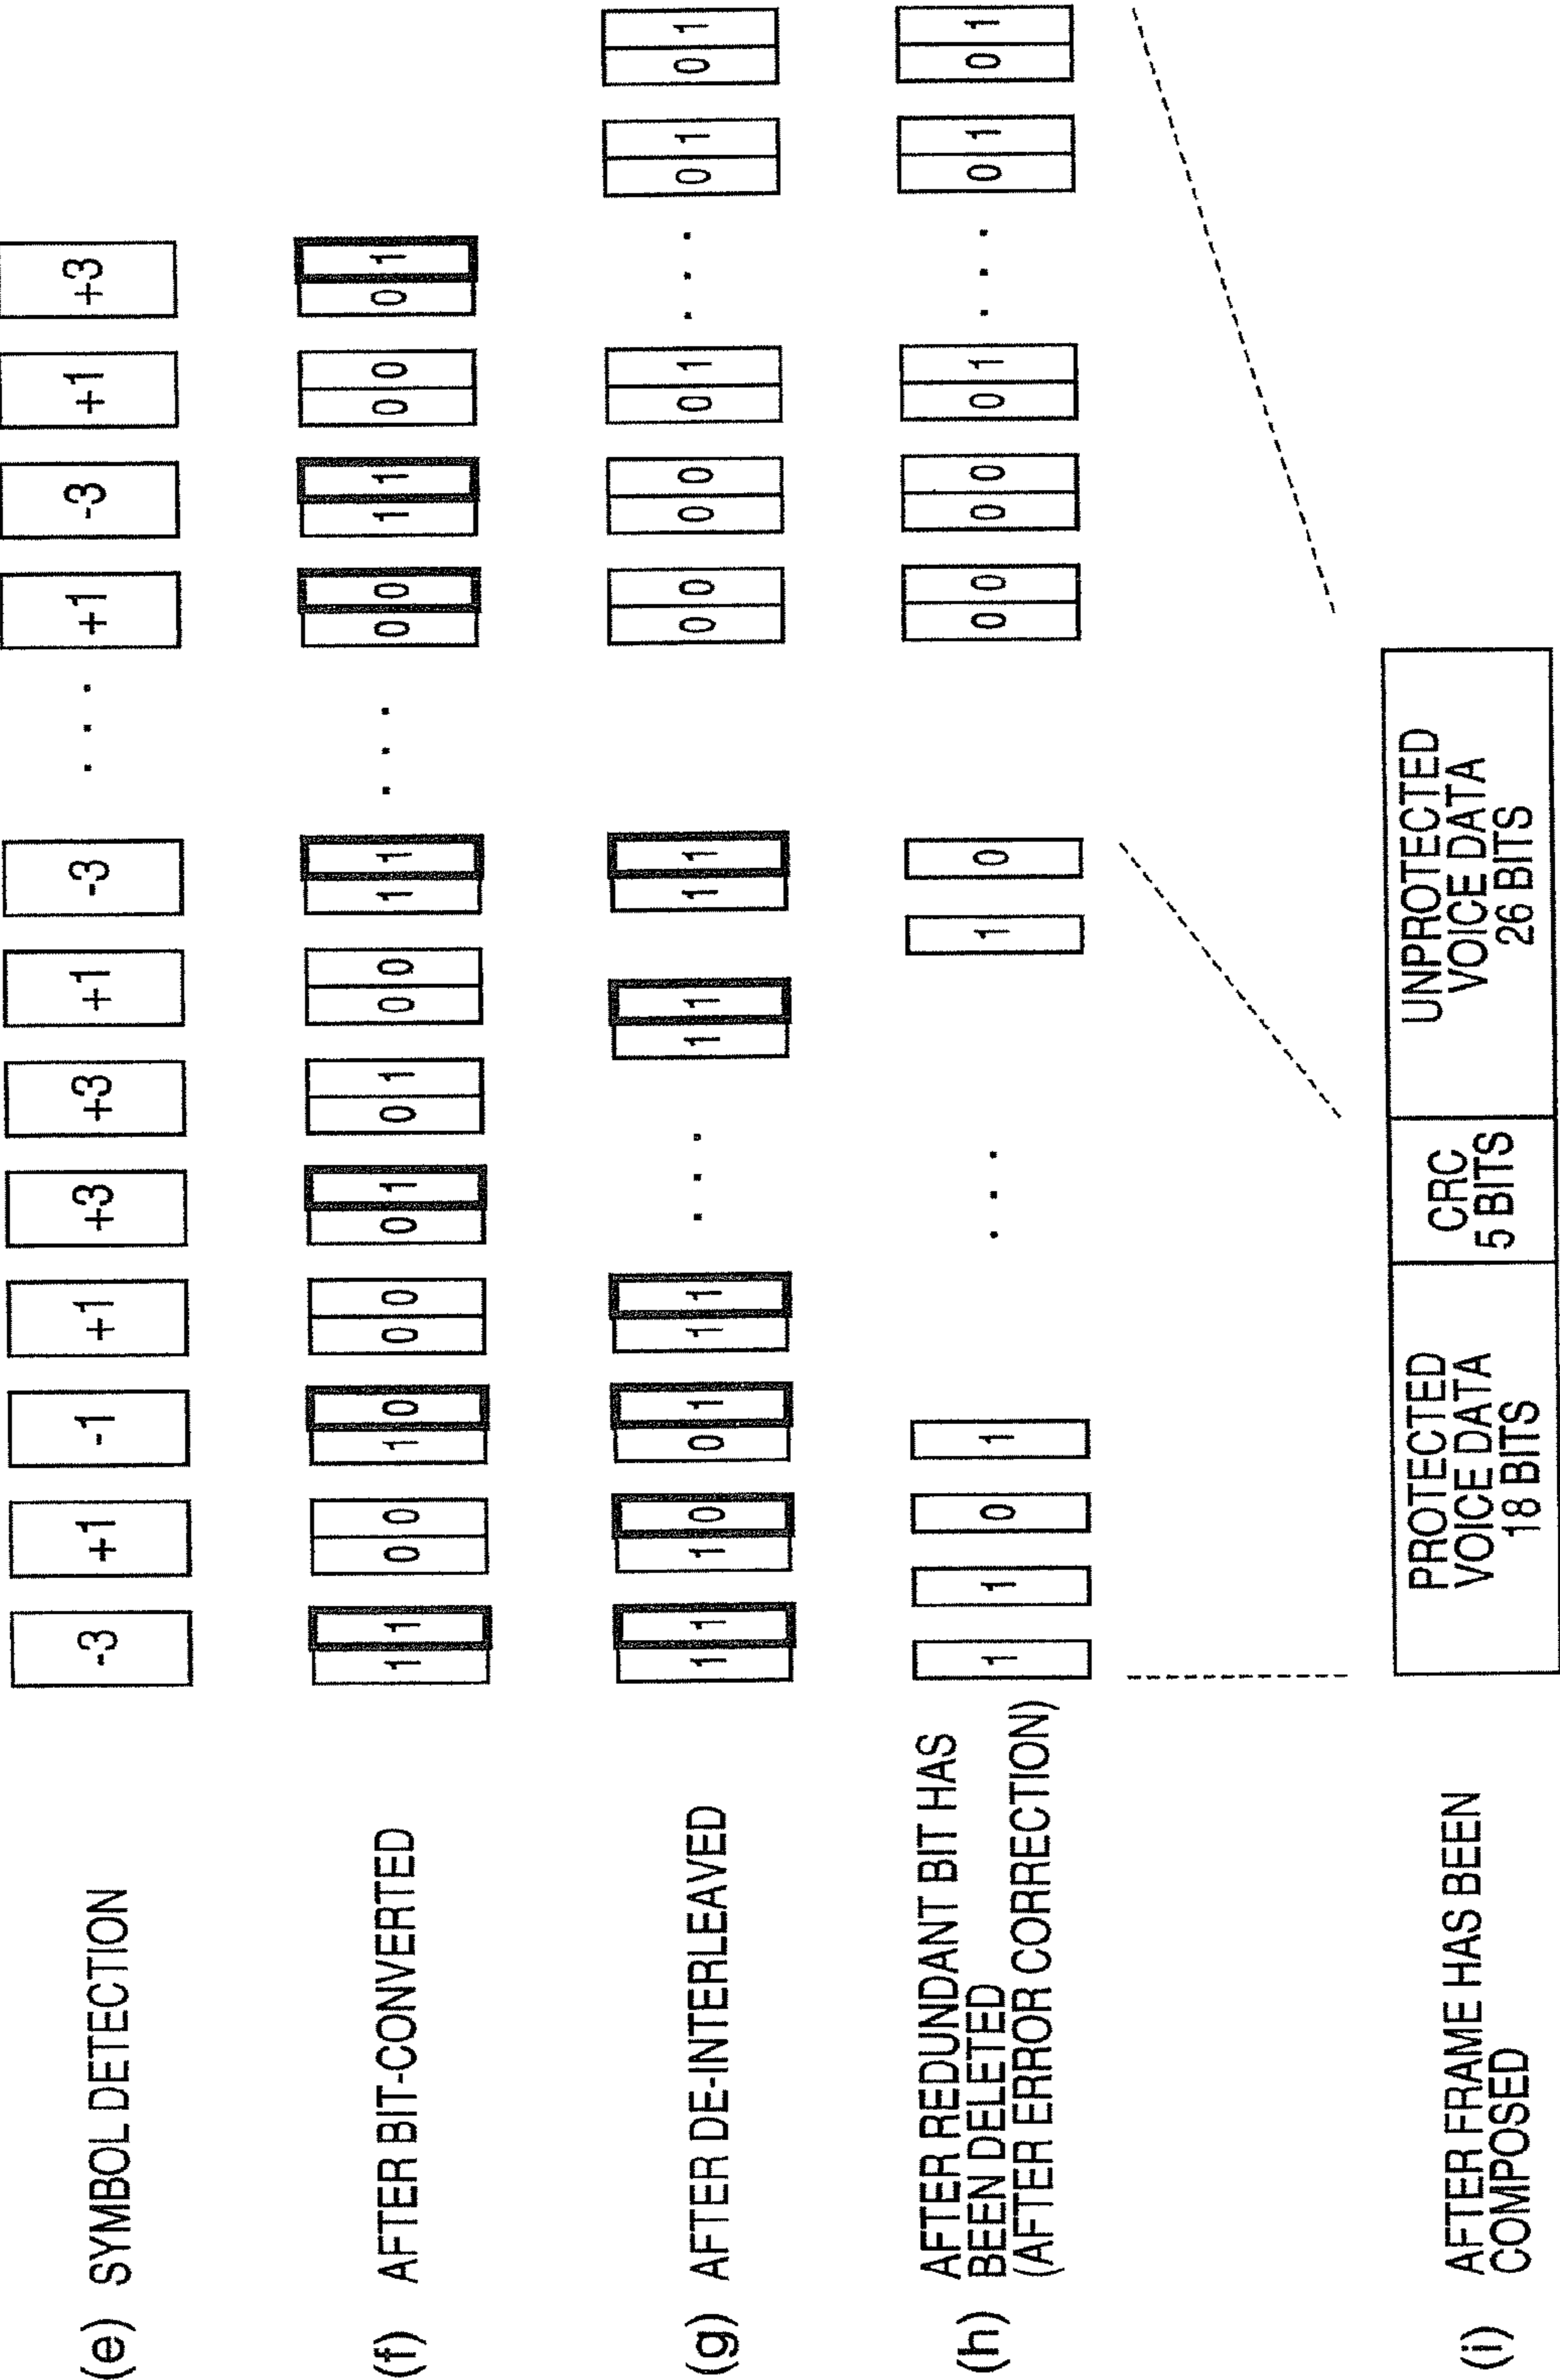 (e) SYMBOL DETECTION
-3 +1 -1 +1 +3 +3 +1 -3 . . . +1 -3 +1 +3
(f) AFTER BIT-CONVERTED
1 1 0 0 1 0 0 0 0 1 0 1 0 0 1 1 . . . 0 0 1 1 0 0 0 1
(g) AFTER DE-INTERLEAVED
1 1 1 0 0 1 1 1 . . . 1 1 1 1 0 0 0 0 0 1 . . . 0 1 0 1
(h) AFTER REDUNDANT BIT HAS
BEEN DELETED
(AFTER ERROR CORRECTION)
1 1 0 1 . . . 1 0 0 0 0 0 0 1 . . . 0 1 0 1
(i) AFTER FRAME HAS BEEN
COMPOSED
PROTECTED
VOICE DATA
18 BITS
CRC
5 BITS
UNPROTECTED
VOICE DATA
26 BITS